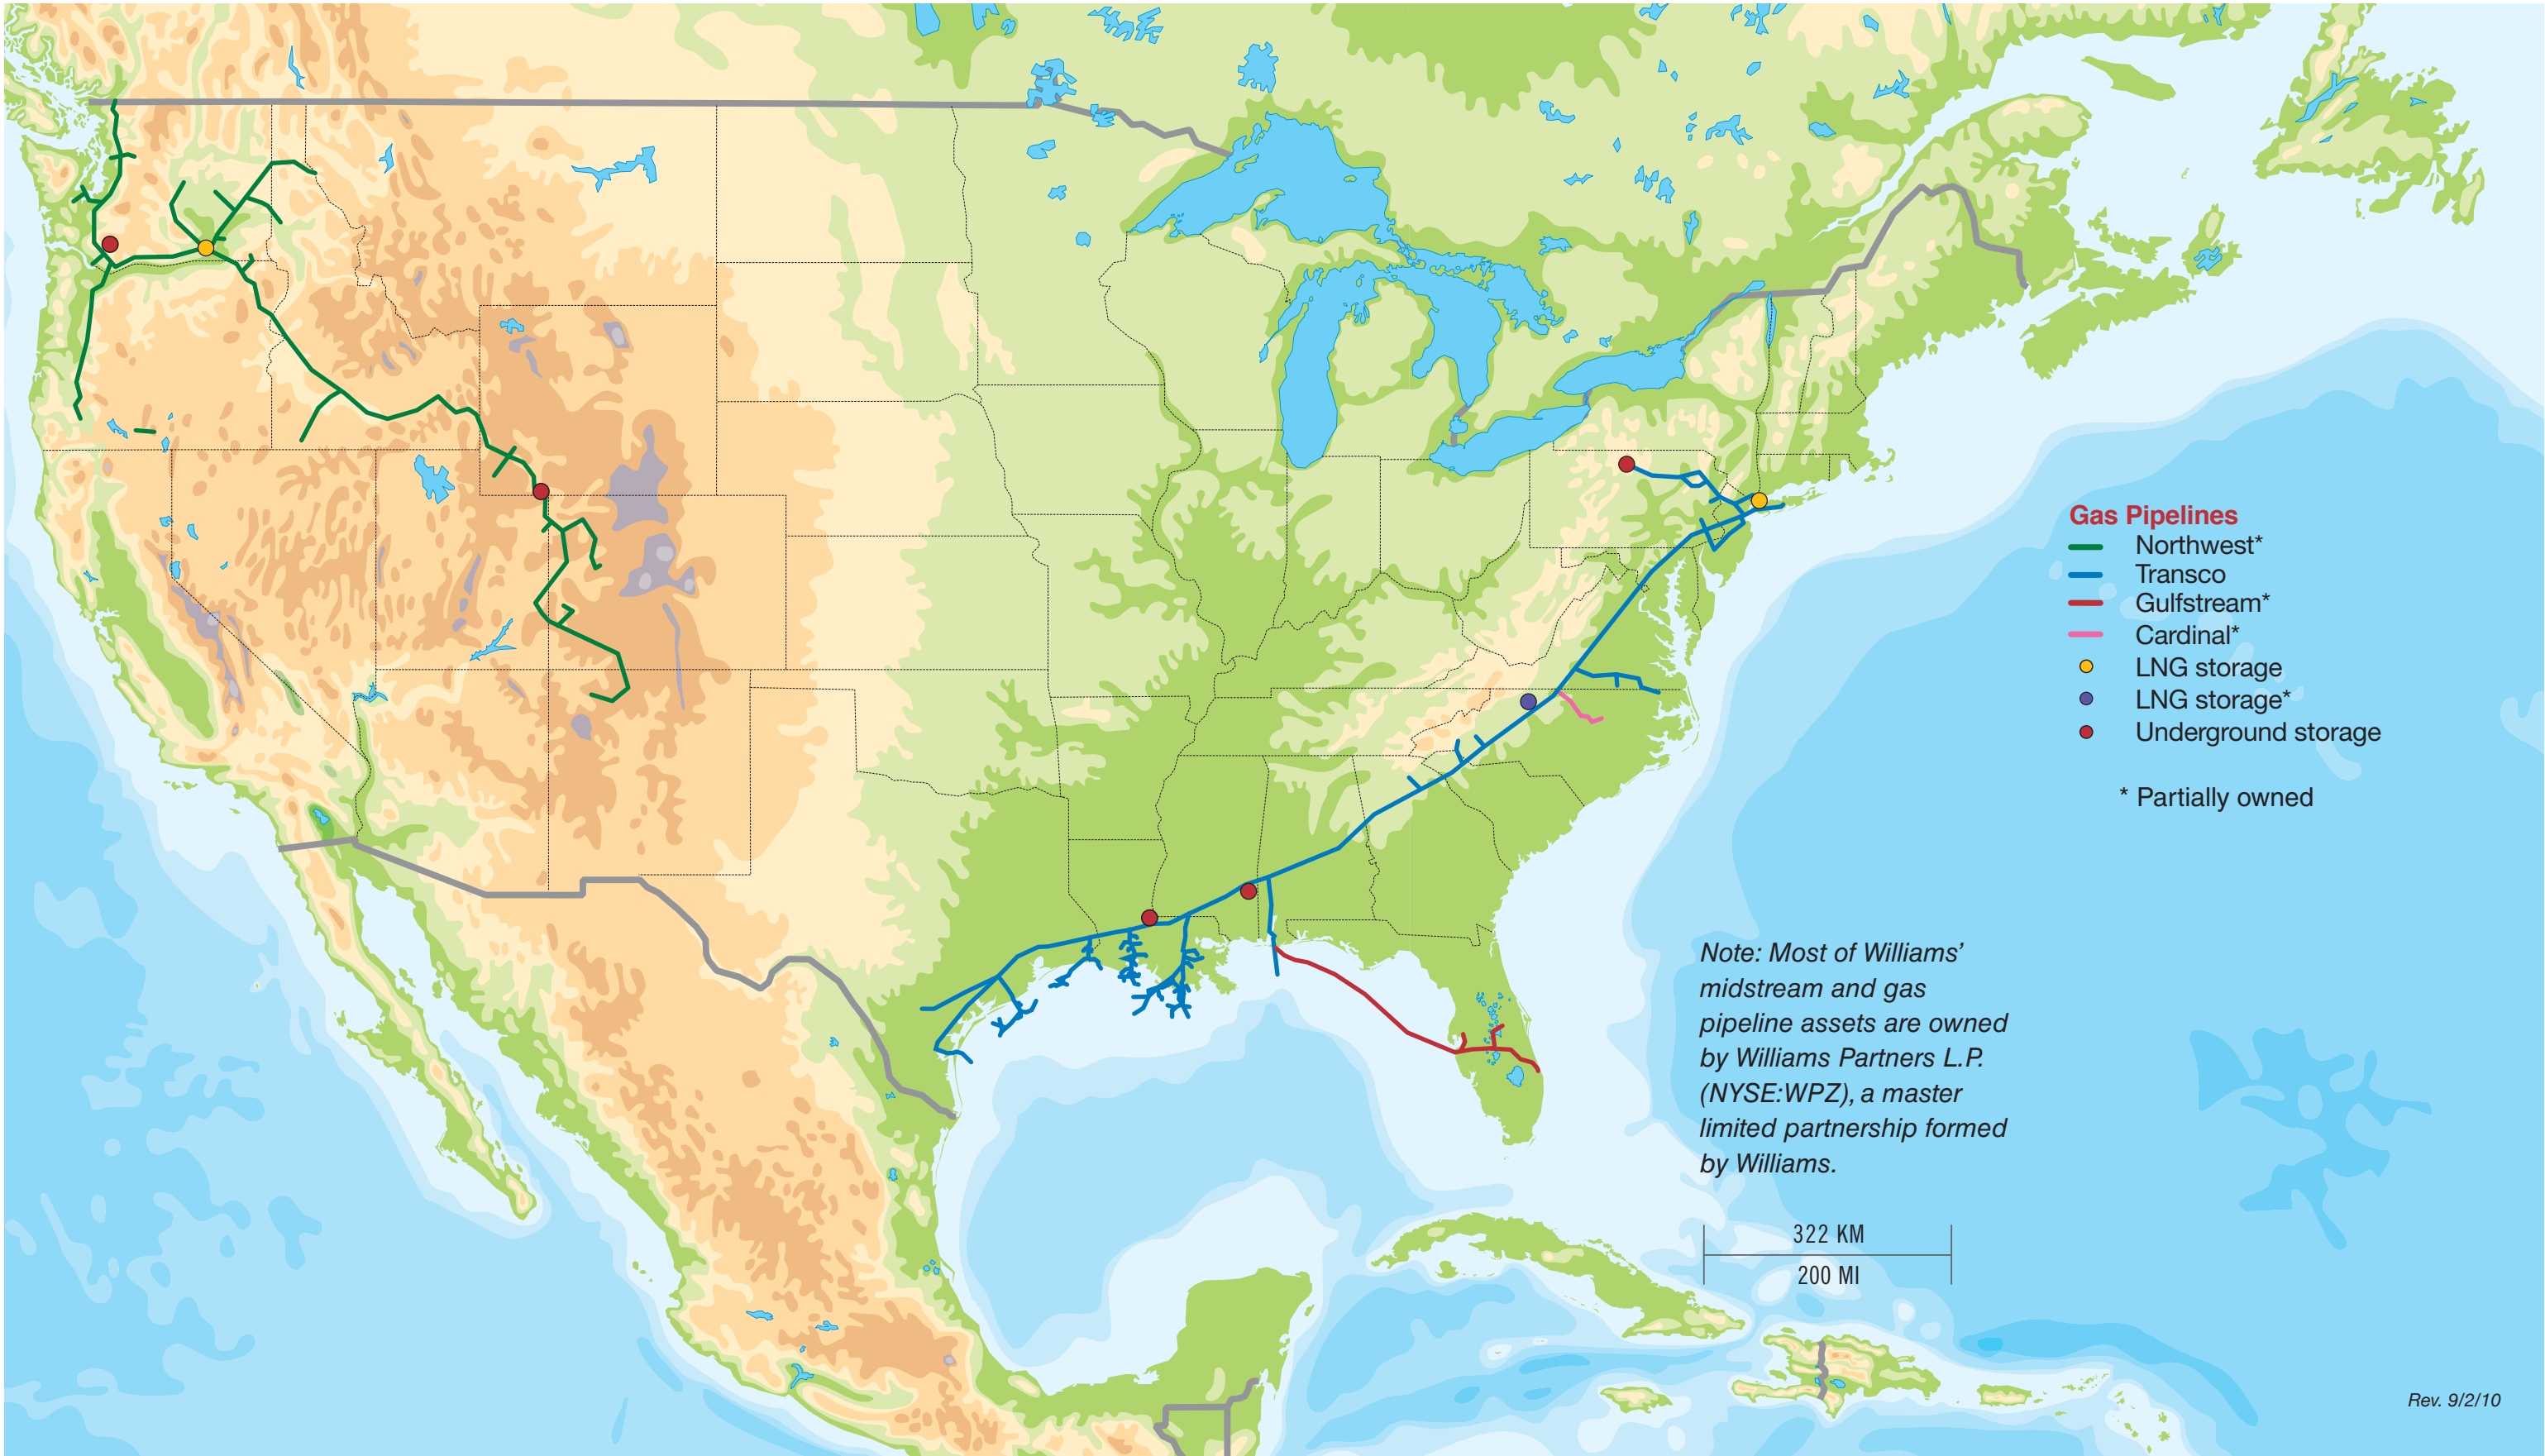 Gas Pipelines
Northwest*
Transco
Gulfstream*
Cardinal*
LNG storage
LNG storage*
Underground storage
* Partially owned
Note: Most of Williams’
midstream and gas
pipeline assets are owned
by Williams Partners L.P.
(NYSE:WPZ), a master
limited partnership formed
by Williams.
322 KM
200 MI
Rev. 9/2/10